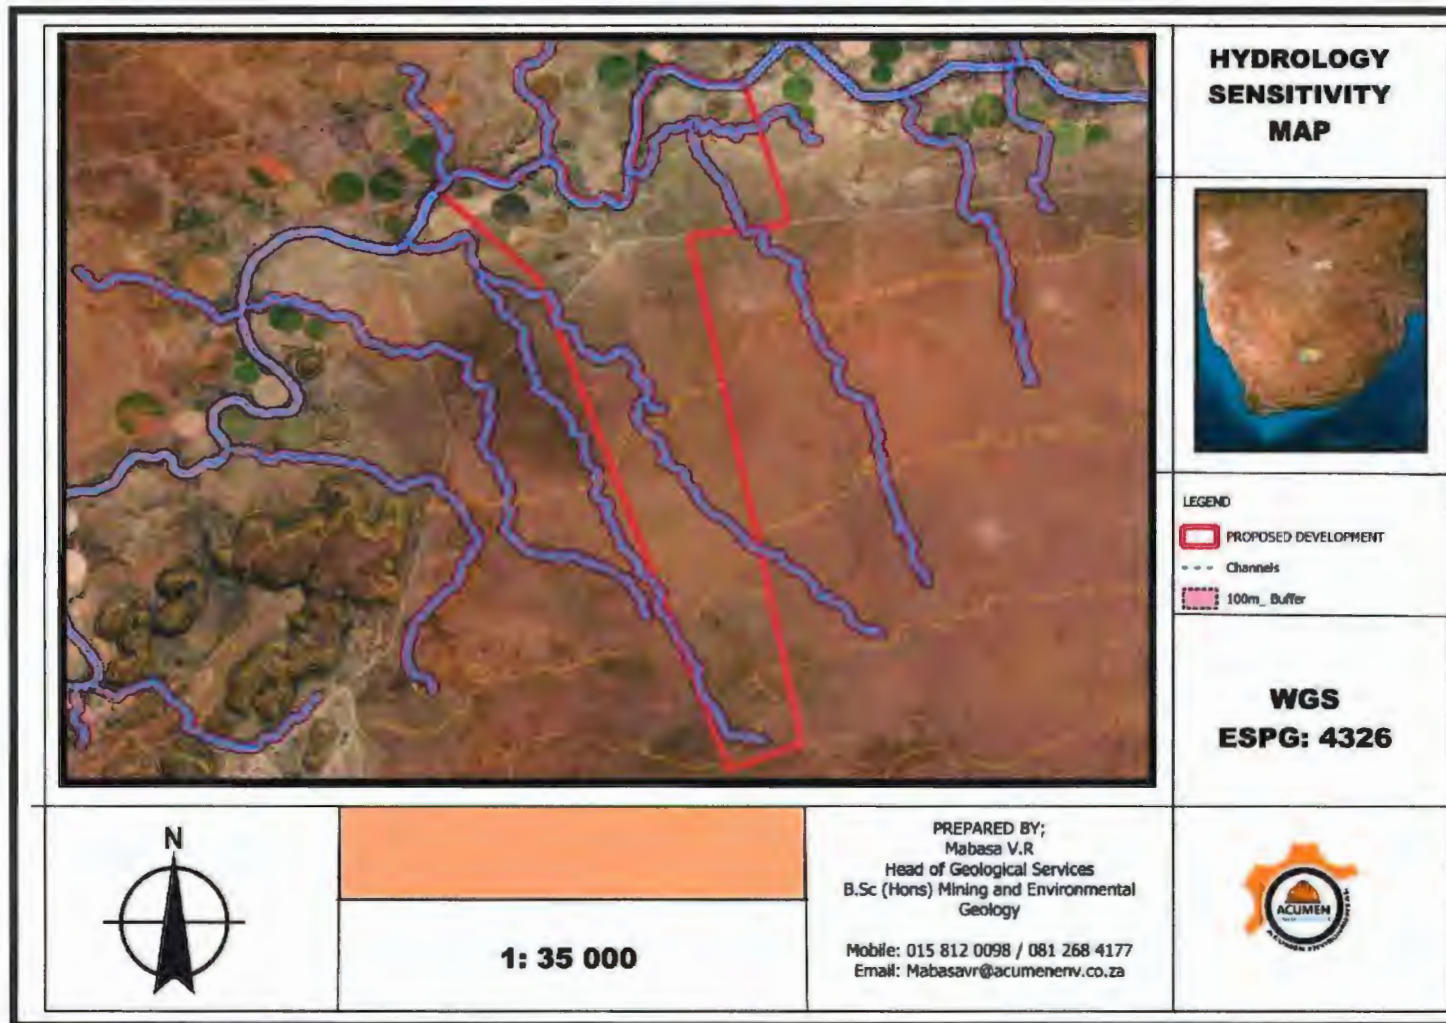 HYDROLOGY
SENSITIVITY
MAP
LEGEND
PROPOSED DEVELOPMENT
Channels
100m_ Buffer
WGS
ESPG: 4326
N
1: 35 000
PREPARED BY;
Mabasa V.R
Head of Geological Services
B.Sc (Hons) Mining and Environmental
Geology
Mobile: 015 812 0098 / 081 268 4177
Email: Mabasavr@acumenenv.co.za
ACUMEN
ACUMEN ENVIRONMENTAL